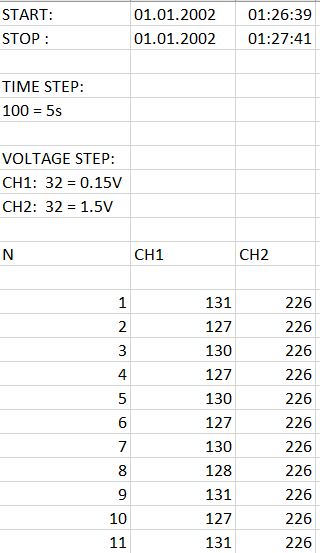 START: 01.01.2002 01:26:39
STOP : 01.01.2002 01:27:41
TIME STEP:
100 = 5s
VOLTAGE STEP:
CH1: 32 = 0.15V
CH2: 32 = 1.5V
N CH1 CH2
1 131 226
2 127 226
3 130 226
4 127 226
5 130 226
6 127 226
7 130 226
8 128 226
9 131 226
10 127 226
11 131 226